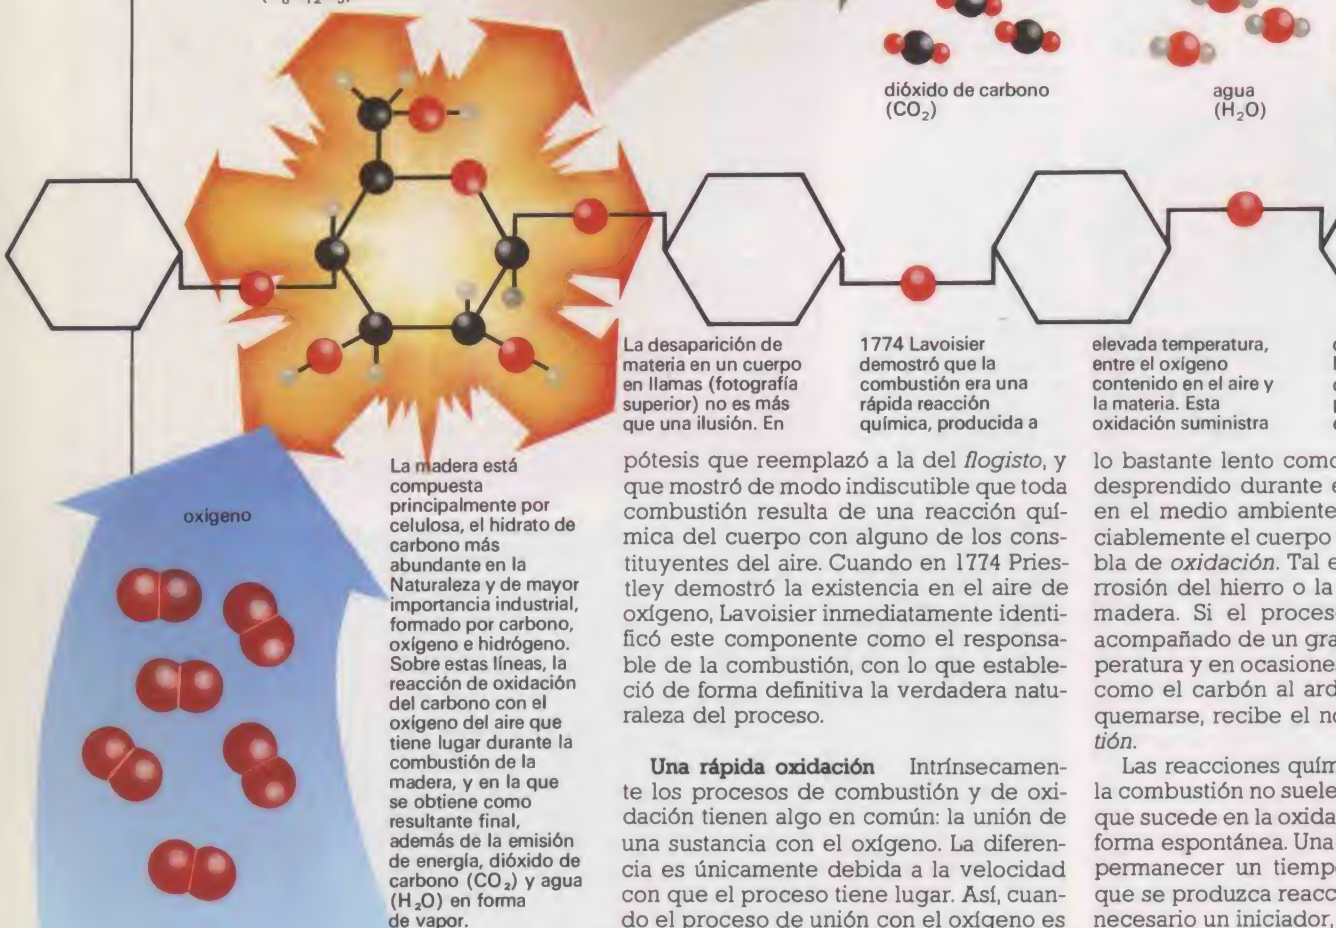 dióxido de carbono
(CO₂)
agua
(H₂O)
La desaparición de
materia en un cuerpo
en llamas (fotografía
superior) no es más
que una ilusión. En
1774 Lavoisier
demostró que la
combustión era una
rápida reacción
química, producida a
elevada temperatura,
entre el oxígeno
contenido en el aire y
la materia. Esta
oxidación suministra
oxígeno
La madera está
compuesta
principalmente por
celulosa, el hidrato de
carbono más
abundante en la
Naturaleza y de mayor
importancia industrial,
formado por carbono,
oxígeno e hidrógeno.
Sobre estas líneas, la
reacción de oxidación
del carbono con el
oxígeno del aire que
tiene lugar durante la
combustión de la
madera, y en la que
se obtiene como
resultante final,
además de la emisión
de energía, dióxido de
carbono (CO₂) y agua
(H₂O) en forma
de vapor.
pótesis que reemplazó a la del flogisto, y
que mostró de modo indiscutible que toda
combustión resulta de una reacción quí-
mica del cuerpo con alguno de los cons-
tituyentes del aire. Cuando en 1774 Pries-
tley demostró la existencia en el aire de
oxígeno, Lavoisier inmediatamente identi-
ficó este componente como el responsa-
ble de la combustión, con lo que estable-
ció de forma definitiva la verdadera natu-
raleza del proceso.
Una rápida oxidación Intrínsecamen-
te los procesos de combustión y de oxi-
dación tienen algo en común: la unión de
una sustancia con el oxígeno. La diferen-
cia es únicamente debida a la velocidad
con que el proceso tiene lugar. Así, cuan-
do el proceso de unión con el oxígeno es
lo bastante lento como
desprendido durante
en el medio ambiente
ciablemente el cuerpo
bla de oxidación. Tal
rrosión del hierro o la
madera. Si el proces
acompañado de un gra
peratura y en ocasione
como el carbón al ard
quemarse, recibe el
tión.
Las reacciones quím
la combustión no suele
que sucede en la oxida
forma espontánea. Una
permanecer un tiemp
que se produzca reacc
necesario un iniciador,